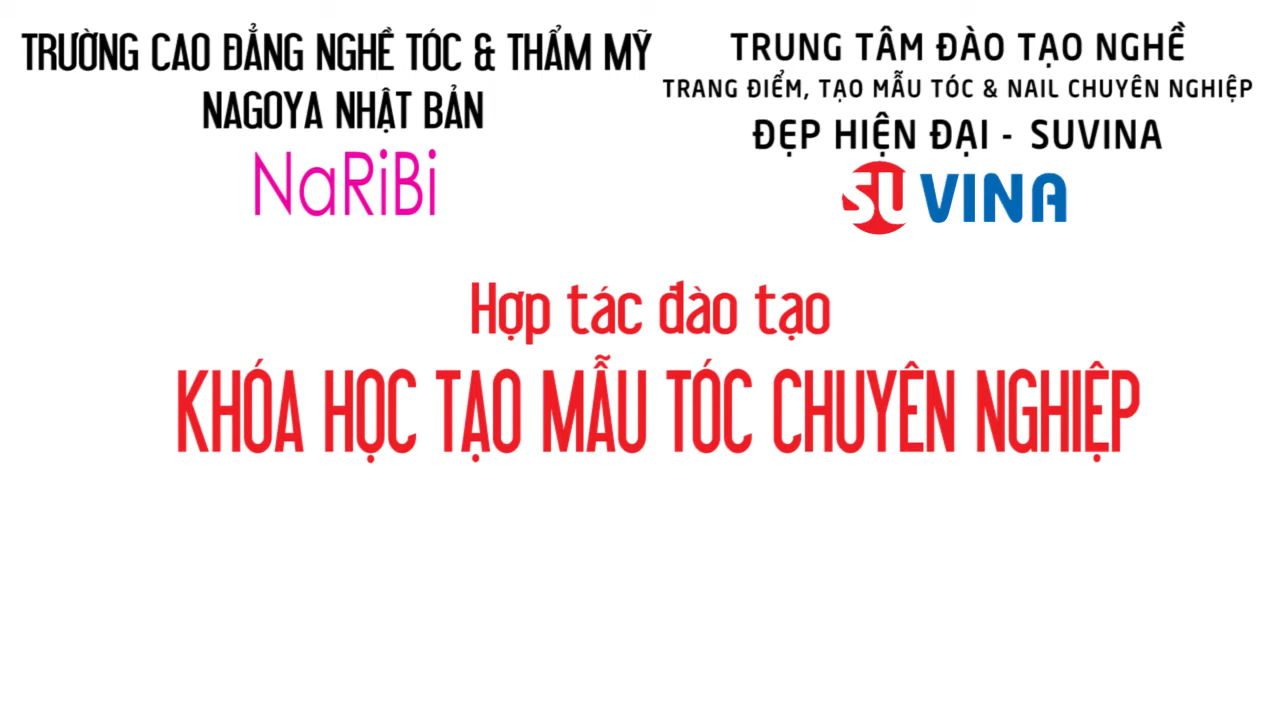 TRƯỜNG CAO ĐẲNG NGHỀ TÓC & THẨM MỸ
NAGOYA NHẬT BẢN
NaRiBi
TRUNG TÂM ĐÀO TẠO NGHỀ
TRANG ĐIỂM, TẠO MẪU TÓC & NAIL CHUYÊN NGHIỆP
ĐẸP HIỆN ĐẠI - SUVINA
SU VINA
Hợp tác đào tạo
KHÓA HỌC TẠO MẪU TÓC CHUYÊN NGHIỆP